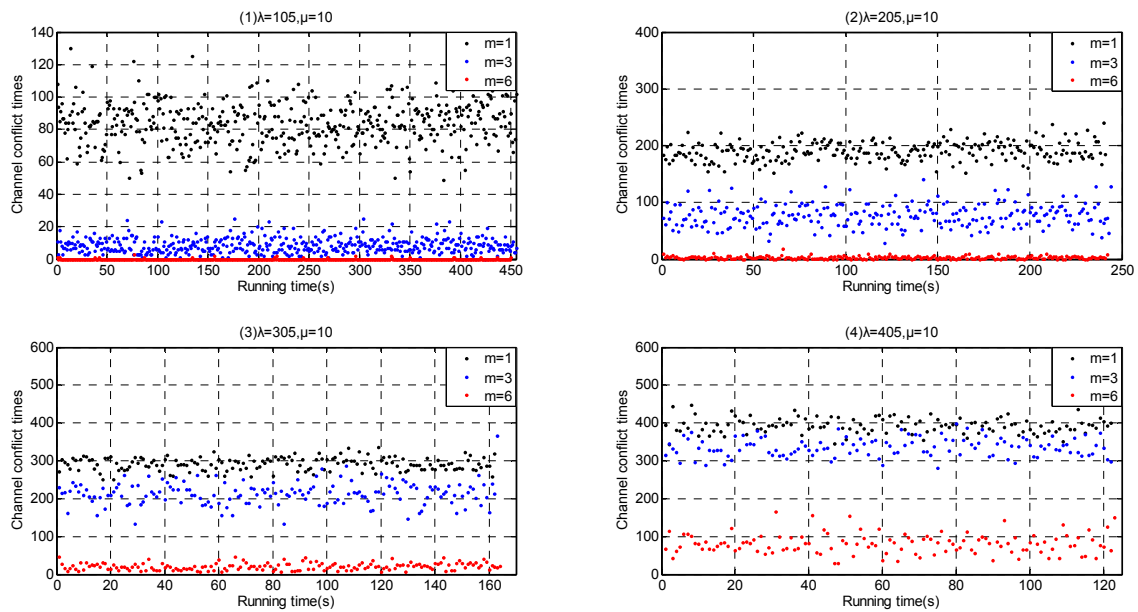 (1)λ=105,μ=10
140
120
100
80
60
40
20
0
Channel conflict times
0 50 100 150 200 250 300 350 400 450
Running time(s)
m=1
m=3
m=6
(2)λ=205,μ=10
400
300
200
100
0
Channel conflict times
0 50 100 150 200 250
Running time(s)
m=1
m=3
m=6
(3)λ=305,μ=10
600
500
400
300
200
100
0
Channel conflict times
0 20 40 60 80 100 120 140 160
Running time(s)
m=1
m=3
m=6
(4)λ=405,μ=10
600
500
400
300
200
100
0
Channel conflict times
0 20 40 60 80 100 120
Running time(s)
m=1
m=3
m=6